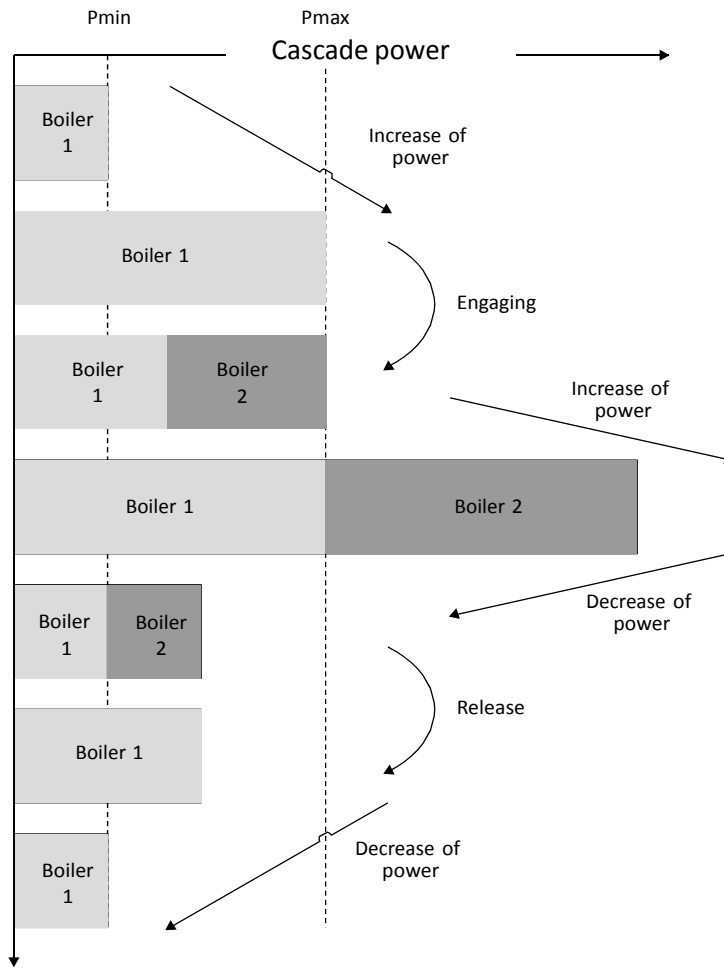 Pmin
Pmax
Cascade power
Boiler
1
Increase of
power
Boiler 1
Engaging
Boiler
1
Boiler
2
Increase of
power
Boiler 1
Boiler 2
Decrease of
power
Boiler
1
Boiler
2
Release
Boiler 1
Decrease of
power
Boiler
1